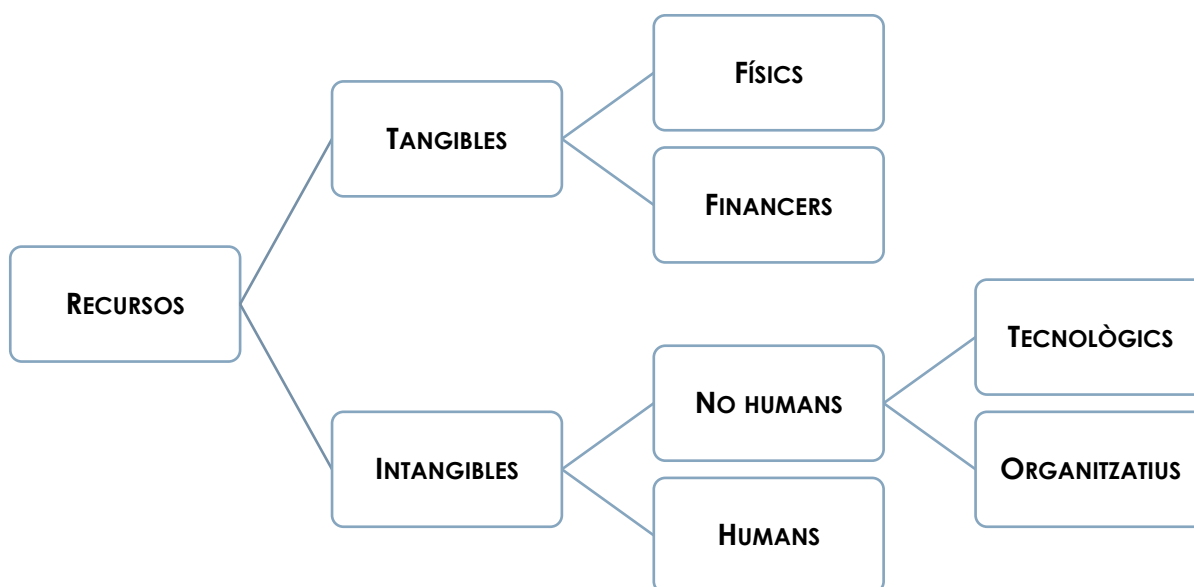 RECURSOS
TANGIBLES
FÍSICS
FINANCERS
INTANGIBLES
NO HUMANS
TECNOLÒGICS
ORGANITZATIUS
HUMANS